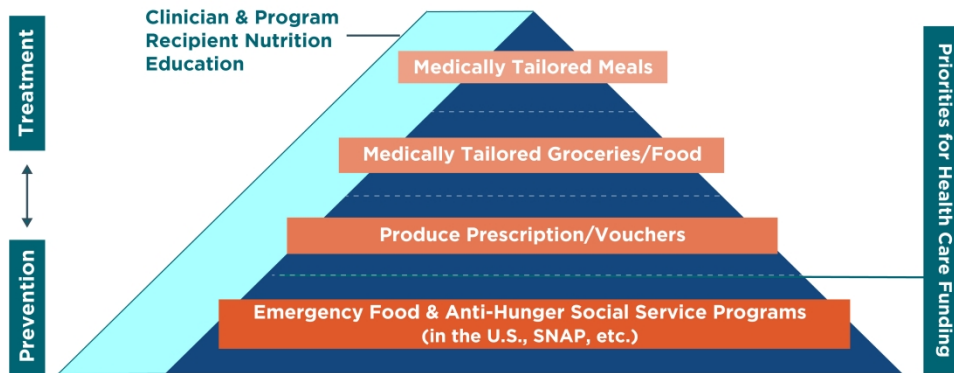 Clinician & Program
Recipient Nutrition
Education
Treatment
Prevention
Medically Tailored Meals
Medically Tailored Groceries/Food
Produce Prescription/Vouchers
Emergency Food & Anti-Hunger Social Service Programs
(in the U.S., SNAP, etc.)
Priorities for Health Care Funding